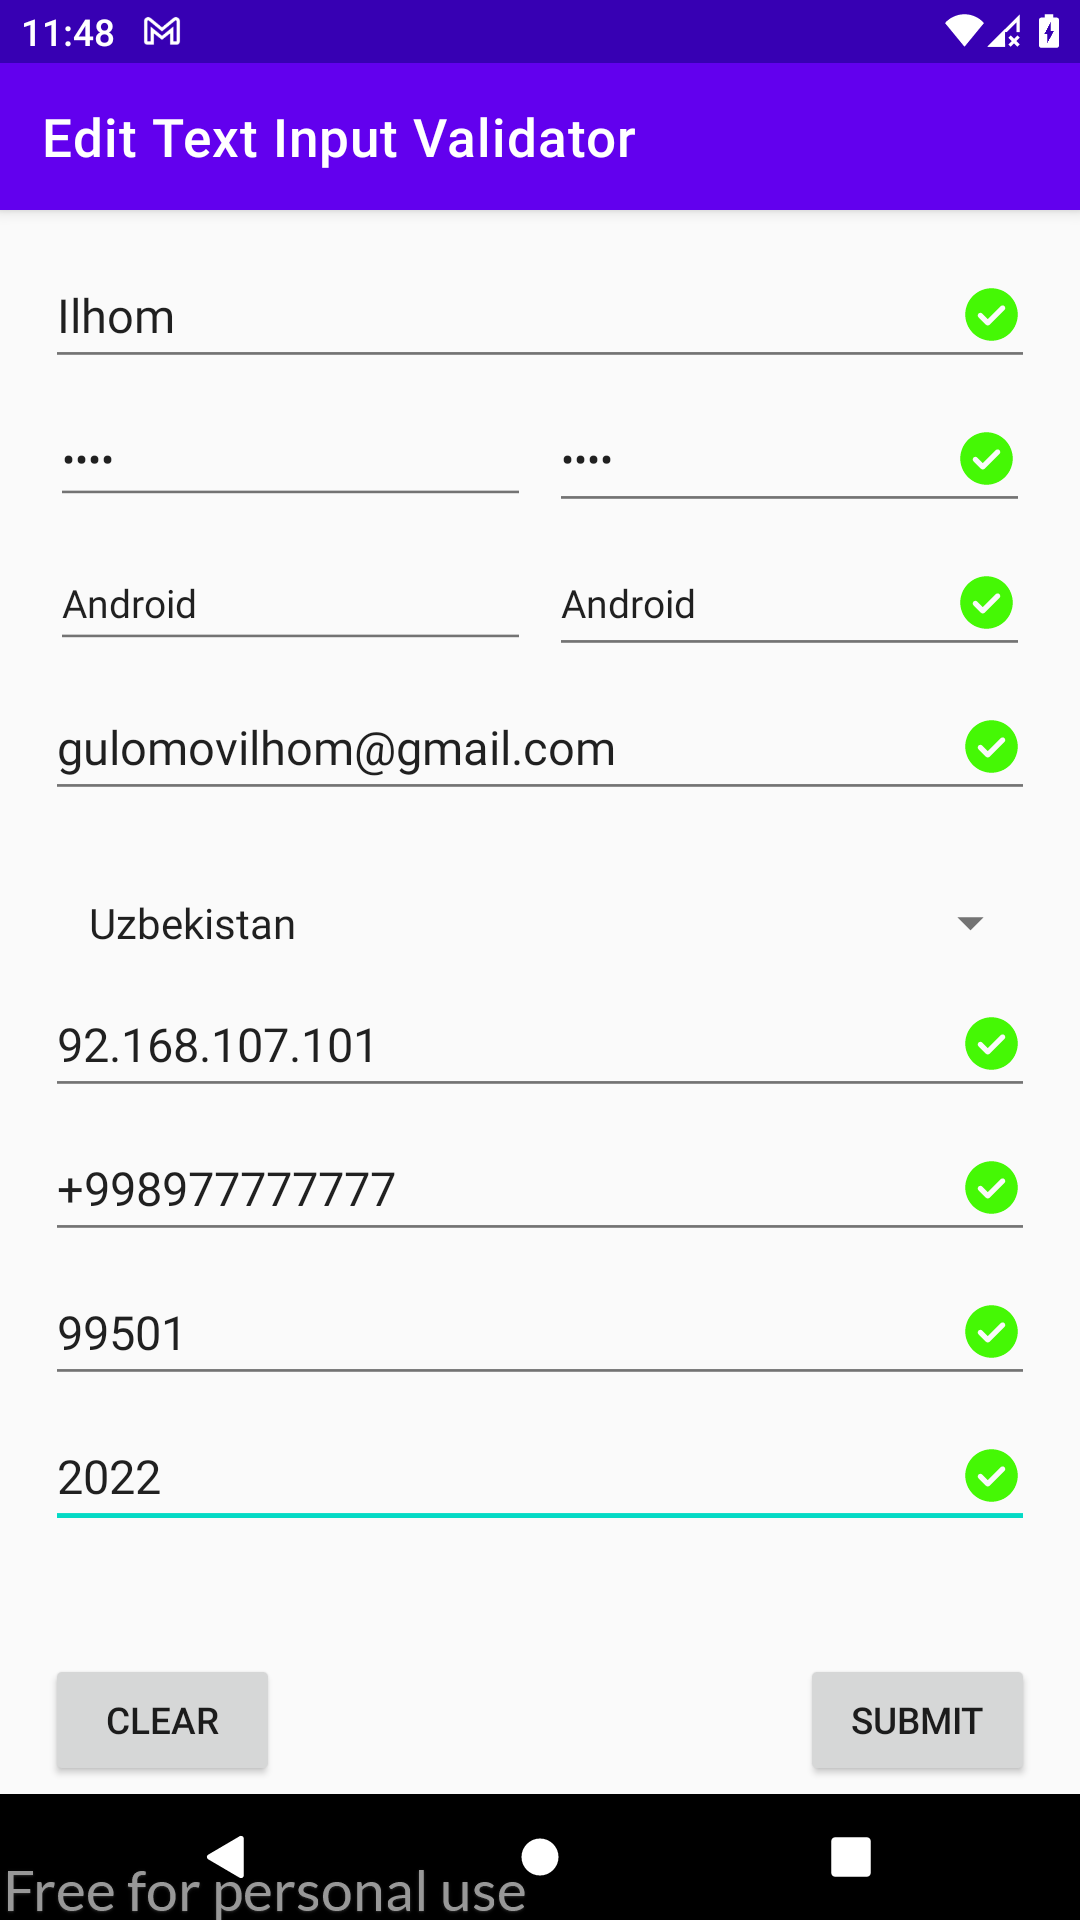 11:48
Edit Text Input Validator
Ilhom
•••• ••••
Android Android
gulomovilhom@gmail.com
Uzbekistan
92.168.107.101
+998977777777
99501
2022
CLEAR SUBMIT
Free for personal use